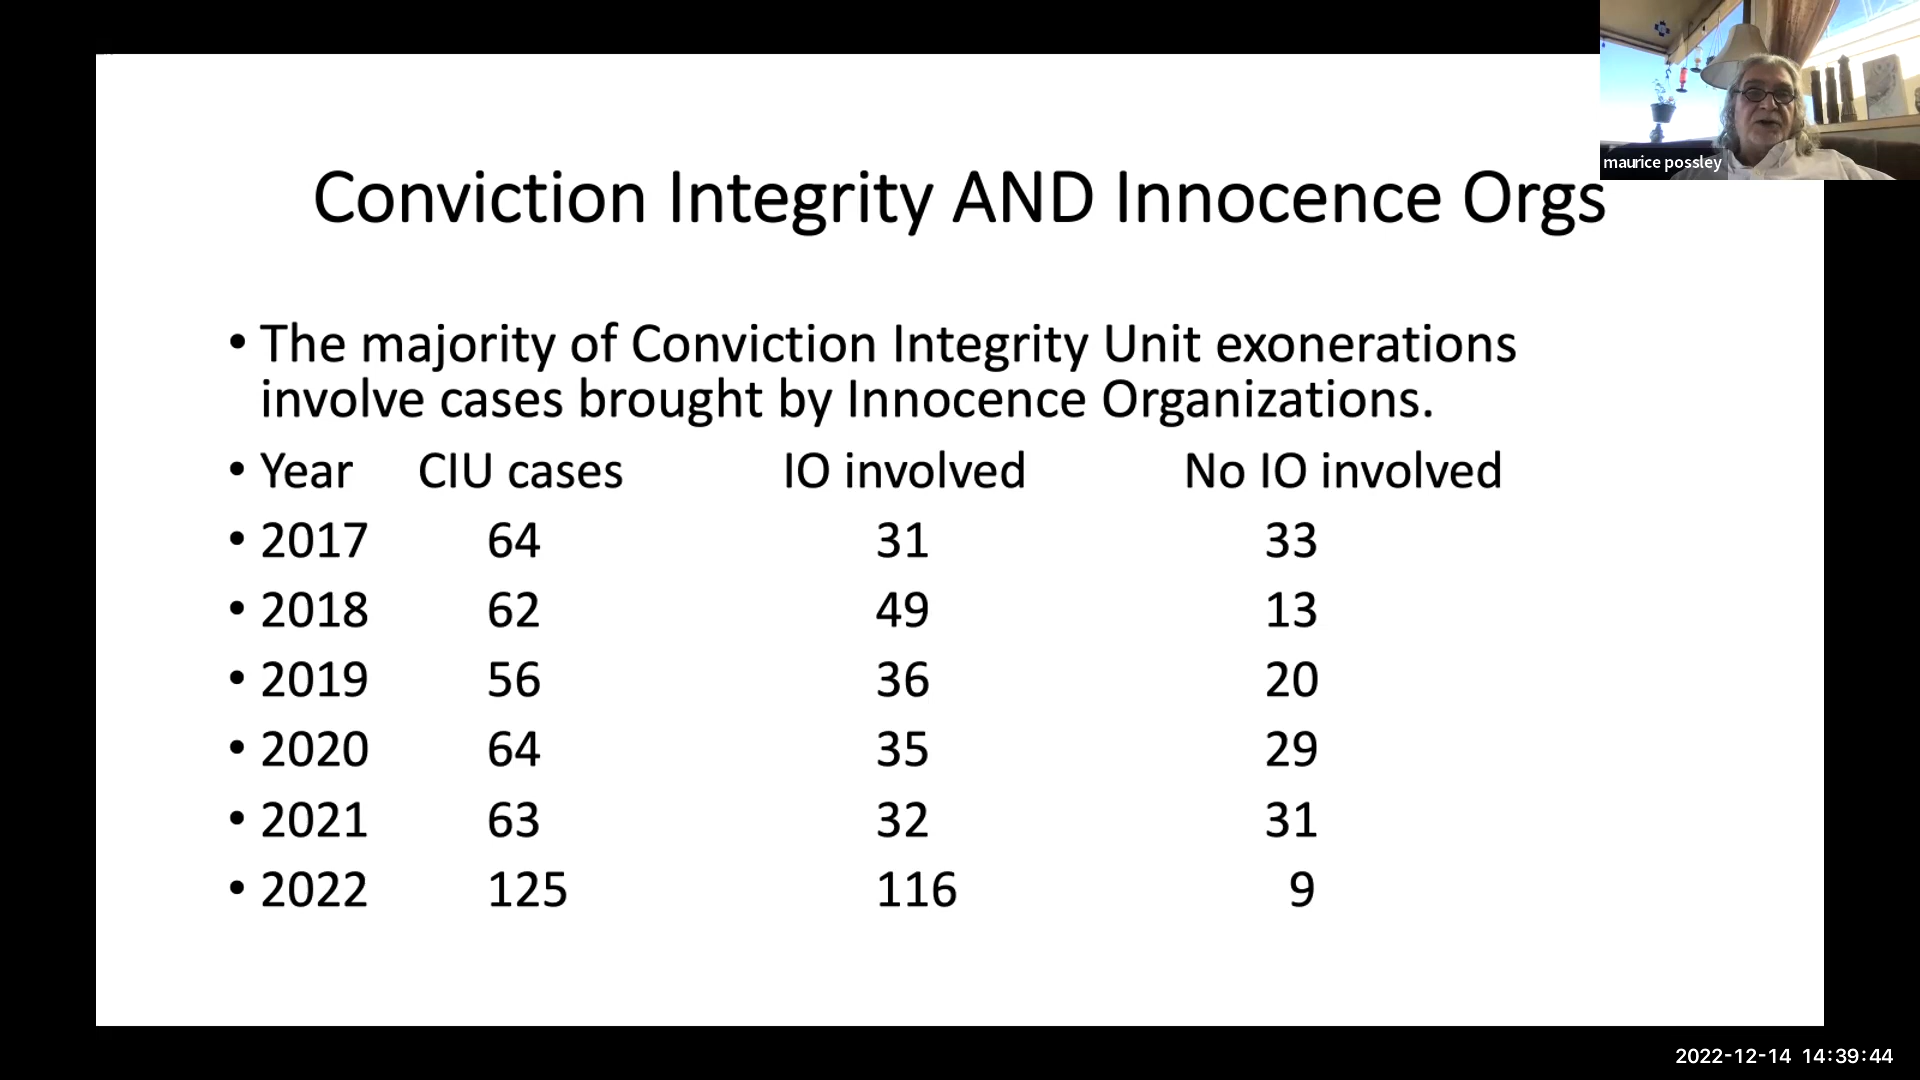 maurice possley
Conviction Integrity AND Innocence Orgs
• The majority of Conviction Integrity Unit exonerations
involve cases brought by Innocence Organizations.
• Year CIU cases IO involved No IO involved
• 2017 64 31 33
• 2018 62 49 13
• 2019 56 36 20
• 2020 64 35 29
• 2021 63 32 31
• 2022 125 116 9
2022-12-14 14:39:44